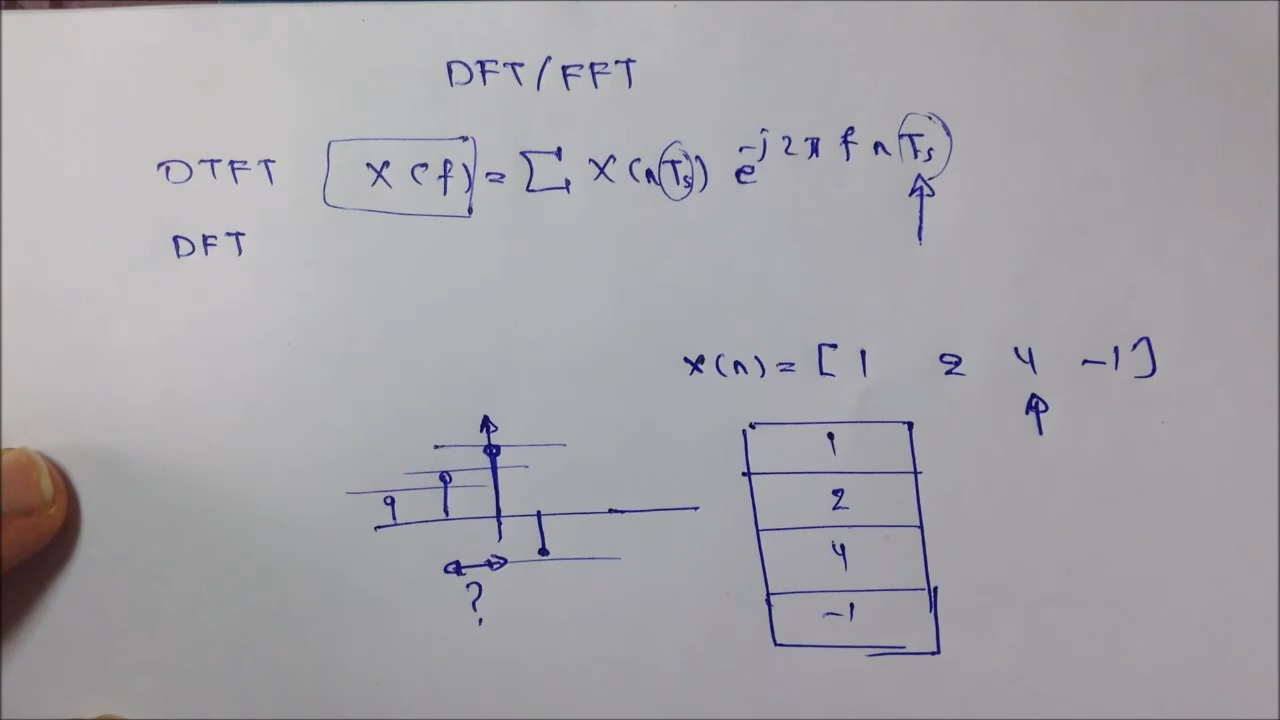 DFT/FFT
DTFT X(f) = Σ X(nTs) e^-j2πfnTs
DFT
x(n) = [1 2 4 -1]
↑
1
2
4
-1
?